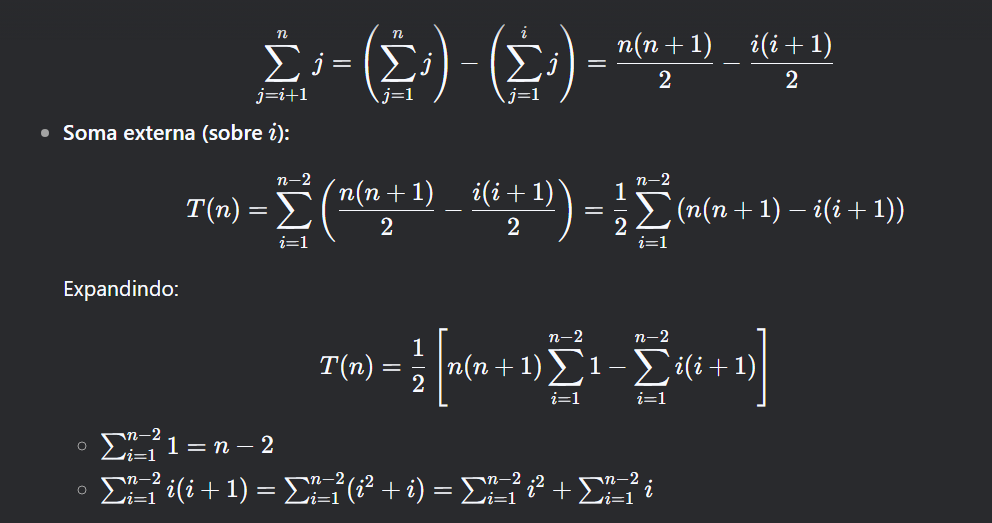 $$\sum_{j=i+1}^{n} j = \left(\sum_{j=1}^{n} j\right) - \left(\sum_{j=1}^{i} j\right) = \frac{n(n+1)}{2} - \frac{i(i+1)}{2}$$
• Soma externa (sobre $i$):
$$T(n) = \sum_{i=1}^{n-2} \left(\frac{n(n+1)}{2} - \frac{i(i+1)}{2}\right) = \frac{1}{2} \sum_{i=1}^{n-2} (n(n+1) - i(i+1))$$
Expandindo:
$$T(n) = \frac{1}{2} \left[n(n+1) \sum_{i=1}^{n-2} 1 - \sum_{i=1}^{n-2} i(i+1)\right]$$
○ $\sum_{i=1}^{n-2} 1 = n - 2$
○ $\sum_{i=1}^{n-2} i(i+1) = \sum_{i=1}^{n-2} (i^2 + i) = \sum_{i=1}^{n-2} i^2 + \sum_{i=1}^{n-2} i$